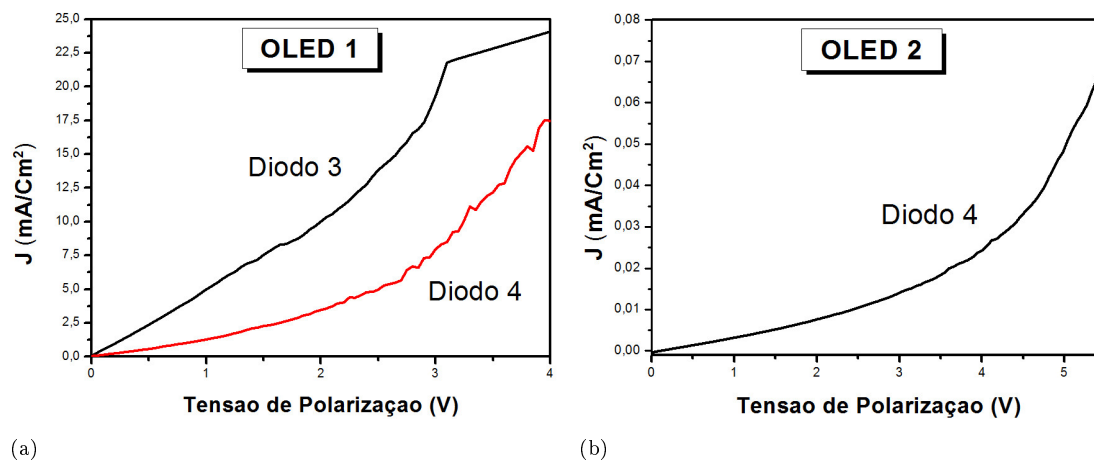 OLED 1
25,0
22,5
20,0
17,5
15,0
12,5
10,0
7,5
5,0
2,5
0,0
J (mA/Cm²)
Diodo 3
Diodo 4
0 1 2 3 4
Tensao de Polarizaçao (V)
(a)
OLED 2
0,08
0,07
0,06
0,05
0,04
0,03
0,02
0,01
0,00
J (mA/Cm²)
Diodo 4
0 1 2 3 4 5
Tensao de Polarizaçao (V)
(b)